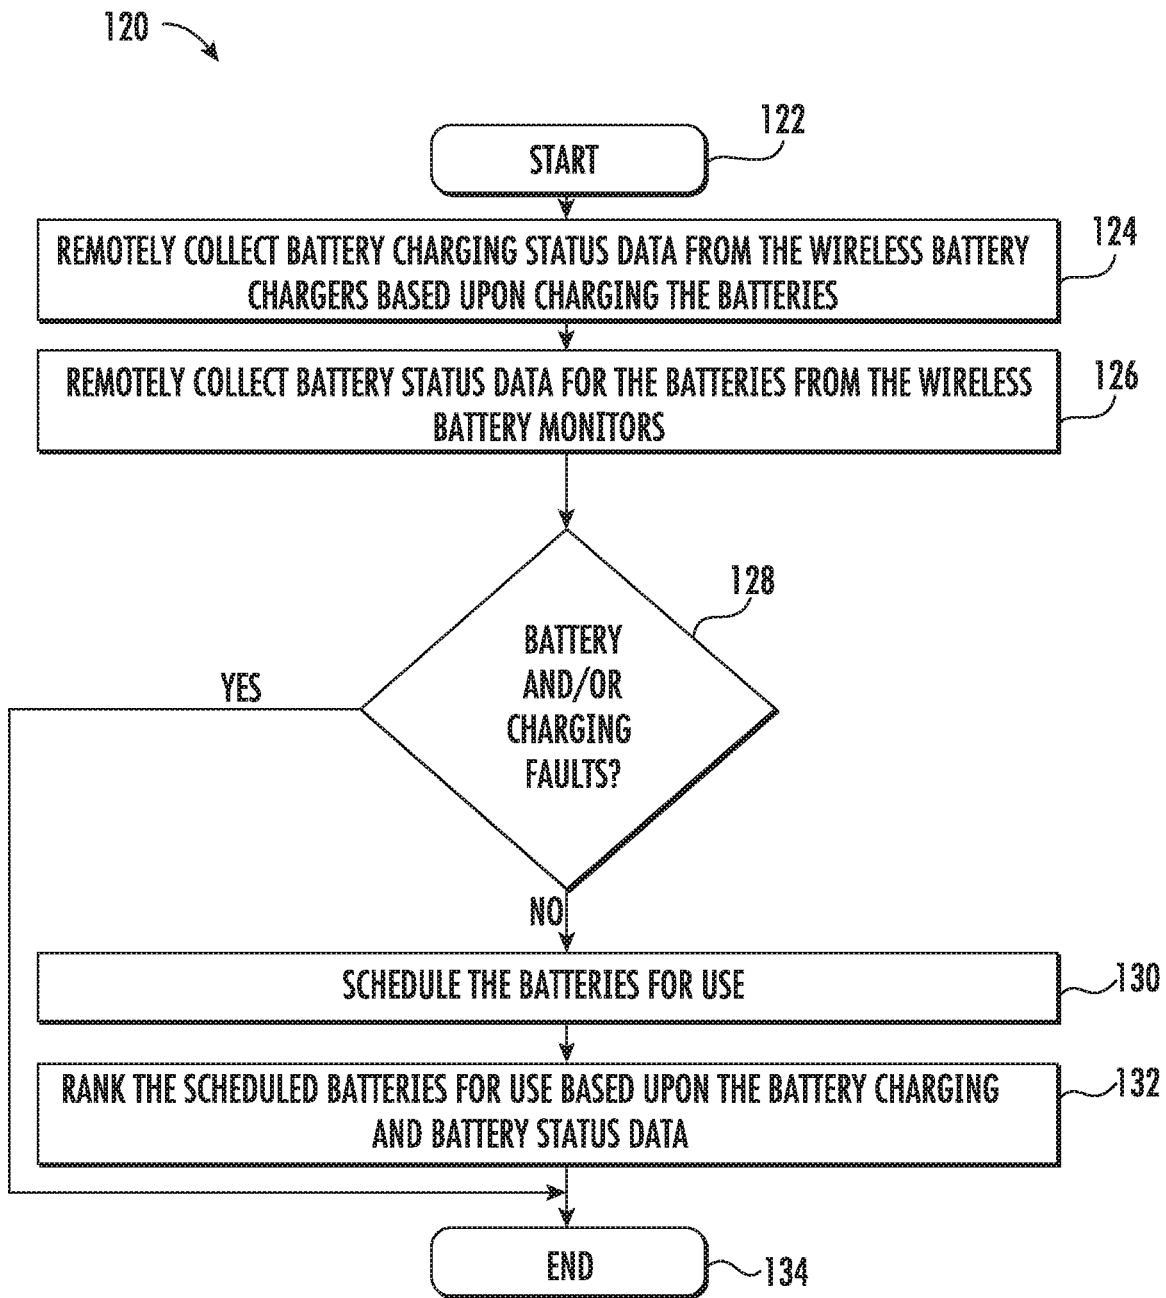 120
122
START
124
REMOTELY COLLECT BATTERY CHARGING STATUS DATA FROM THE WIRELESS BATTERY
CHARGERS BASED UPON CHARGING THE BATTERIES
126
REMOTELY COLLECT BATTERY STATUS DATA FOR THE BATTERIES FROM THE WIRELESS
BATTERY MONITORS
128
BATTERY
AND/OR
CHARGING
FAULTS?
YES
NO
SCHEDULE THE BATTERIES FOR USE
130
RANK THE SCHEDULED BATTERIES FOR USE BASED UPON THE BATTERY CHARGING
AND BATTERY STATUS DATA
132
END
134